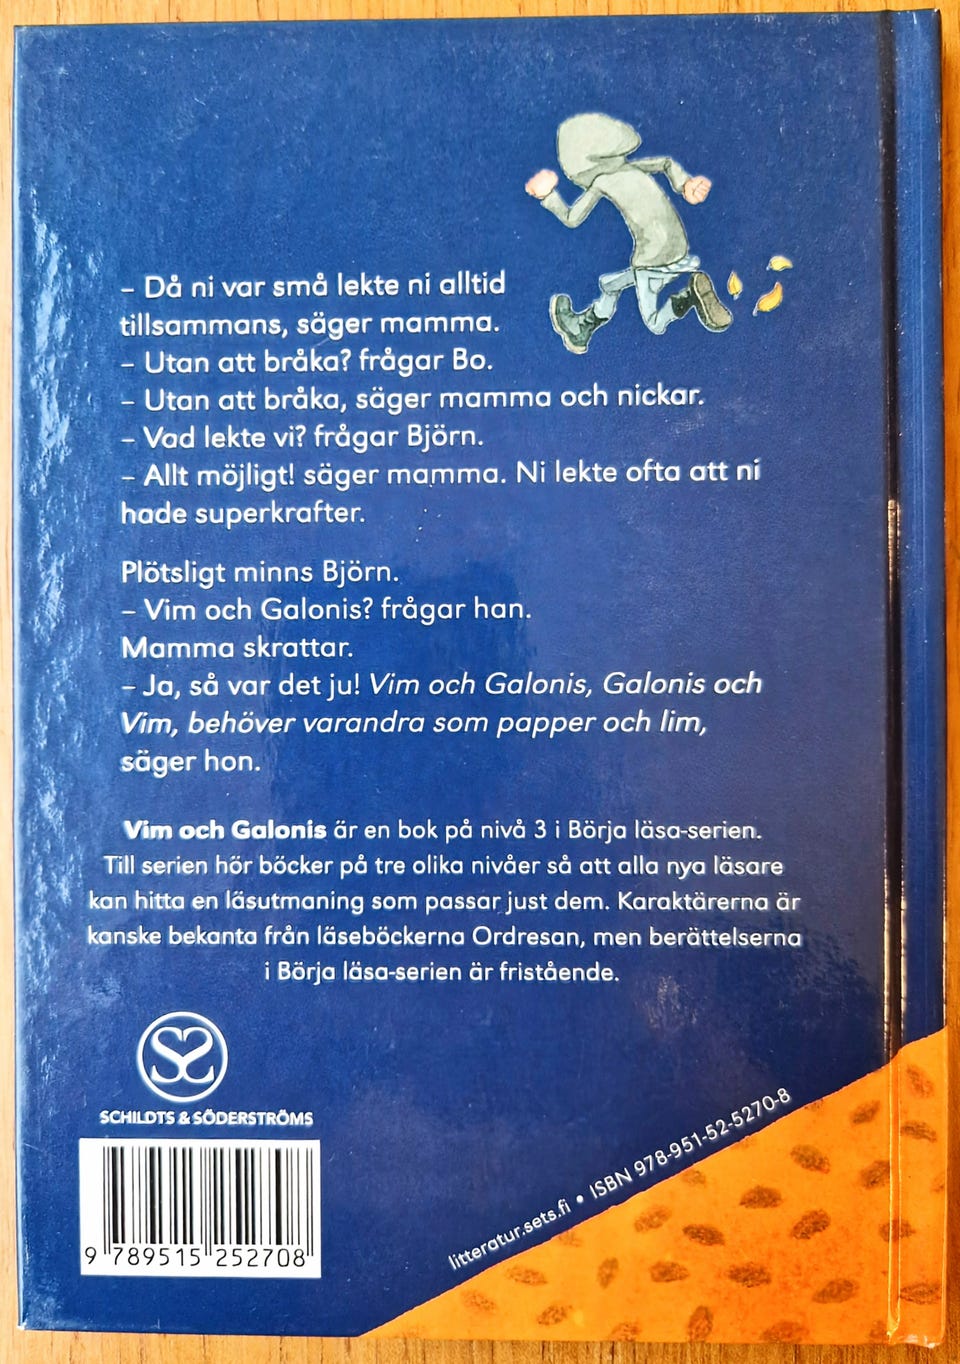 – Då ni var små lekte ni alltid
tillsammans, säger mamma.
– Utan att bråka? frågar Bo.
– Utan att bråka, säger mamma och nickar.
– Vad lekte vi? frågar Björn.
– Allt möjligt! säger mamma. Ni lekte ofta att ni
hade superkrafter.
Plötsligt minns Björn.
– Vim och Galonis? frågar han.
Mamma skrattar.
– Ja, så var det ju! Vim och Galonis, Galonis och
Vim, behöver varandra som papper och lim,
säger hon.
Vim och Galonis är en bok på nivå 3 i Börja läsa-serien.
Till serien hör böcker på tre olika nivåer så att alla nya läsare
kan hitta en läsutmaning som passar just dem. Karaktärerna är
kanske bekanta från läseböckerna Ordresan, men berättelserna
i Börja läsa-serien är fristående.
SCHILDTS & SÖDERSTRÖMS
litteratur.sets.fi • ISBN 978-951-52-5270-8
9 789515 252708